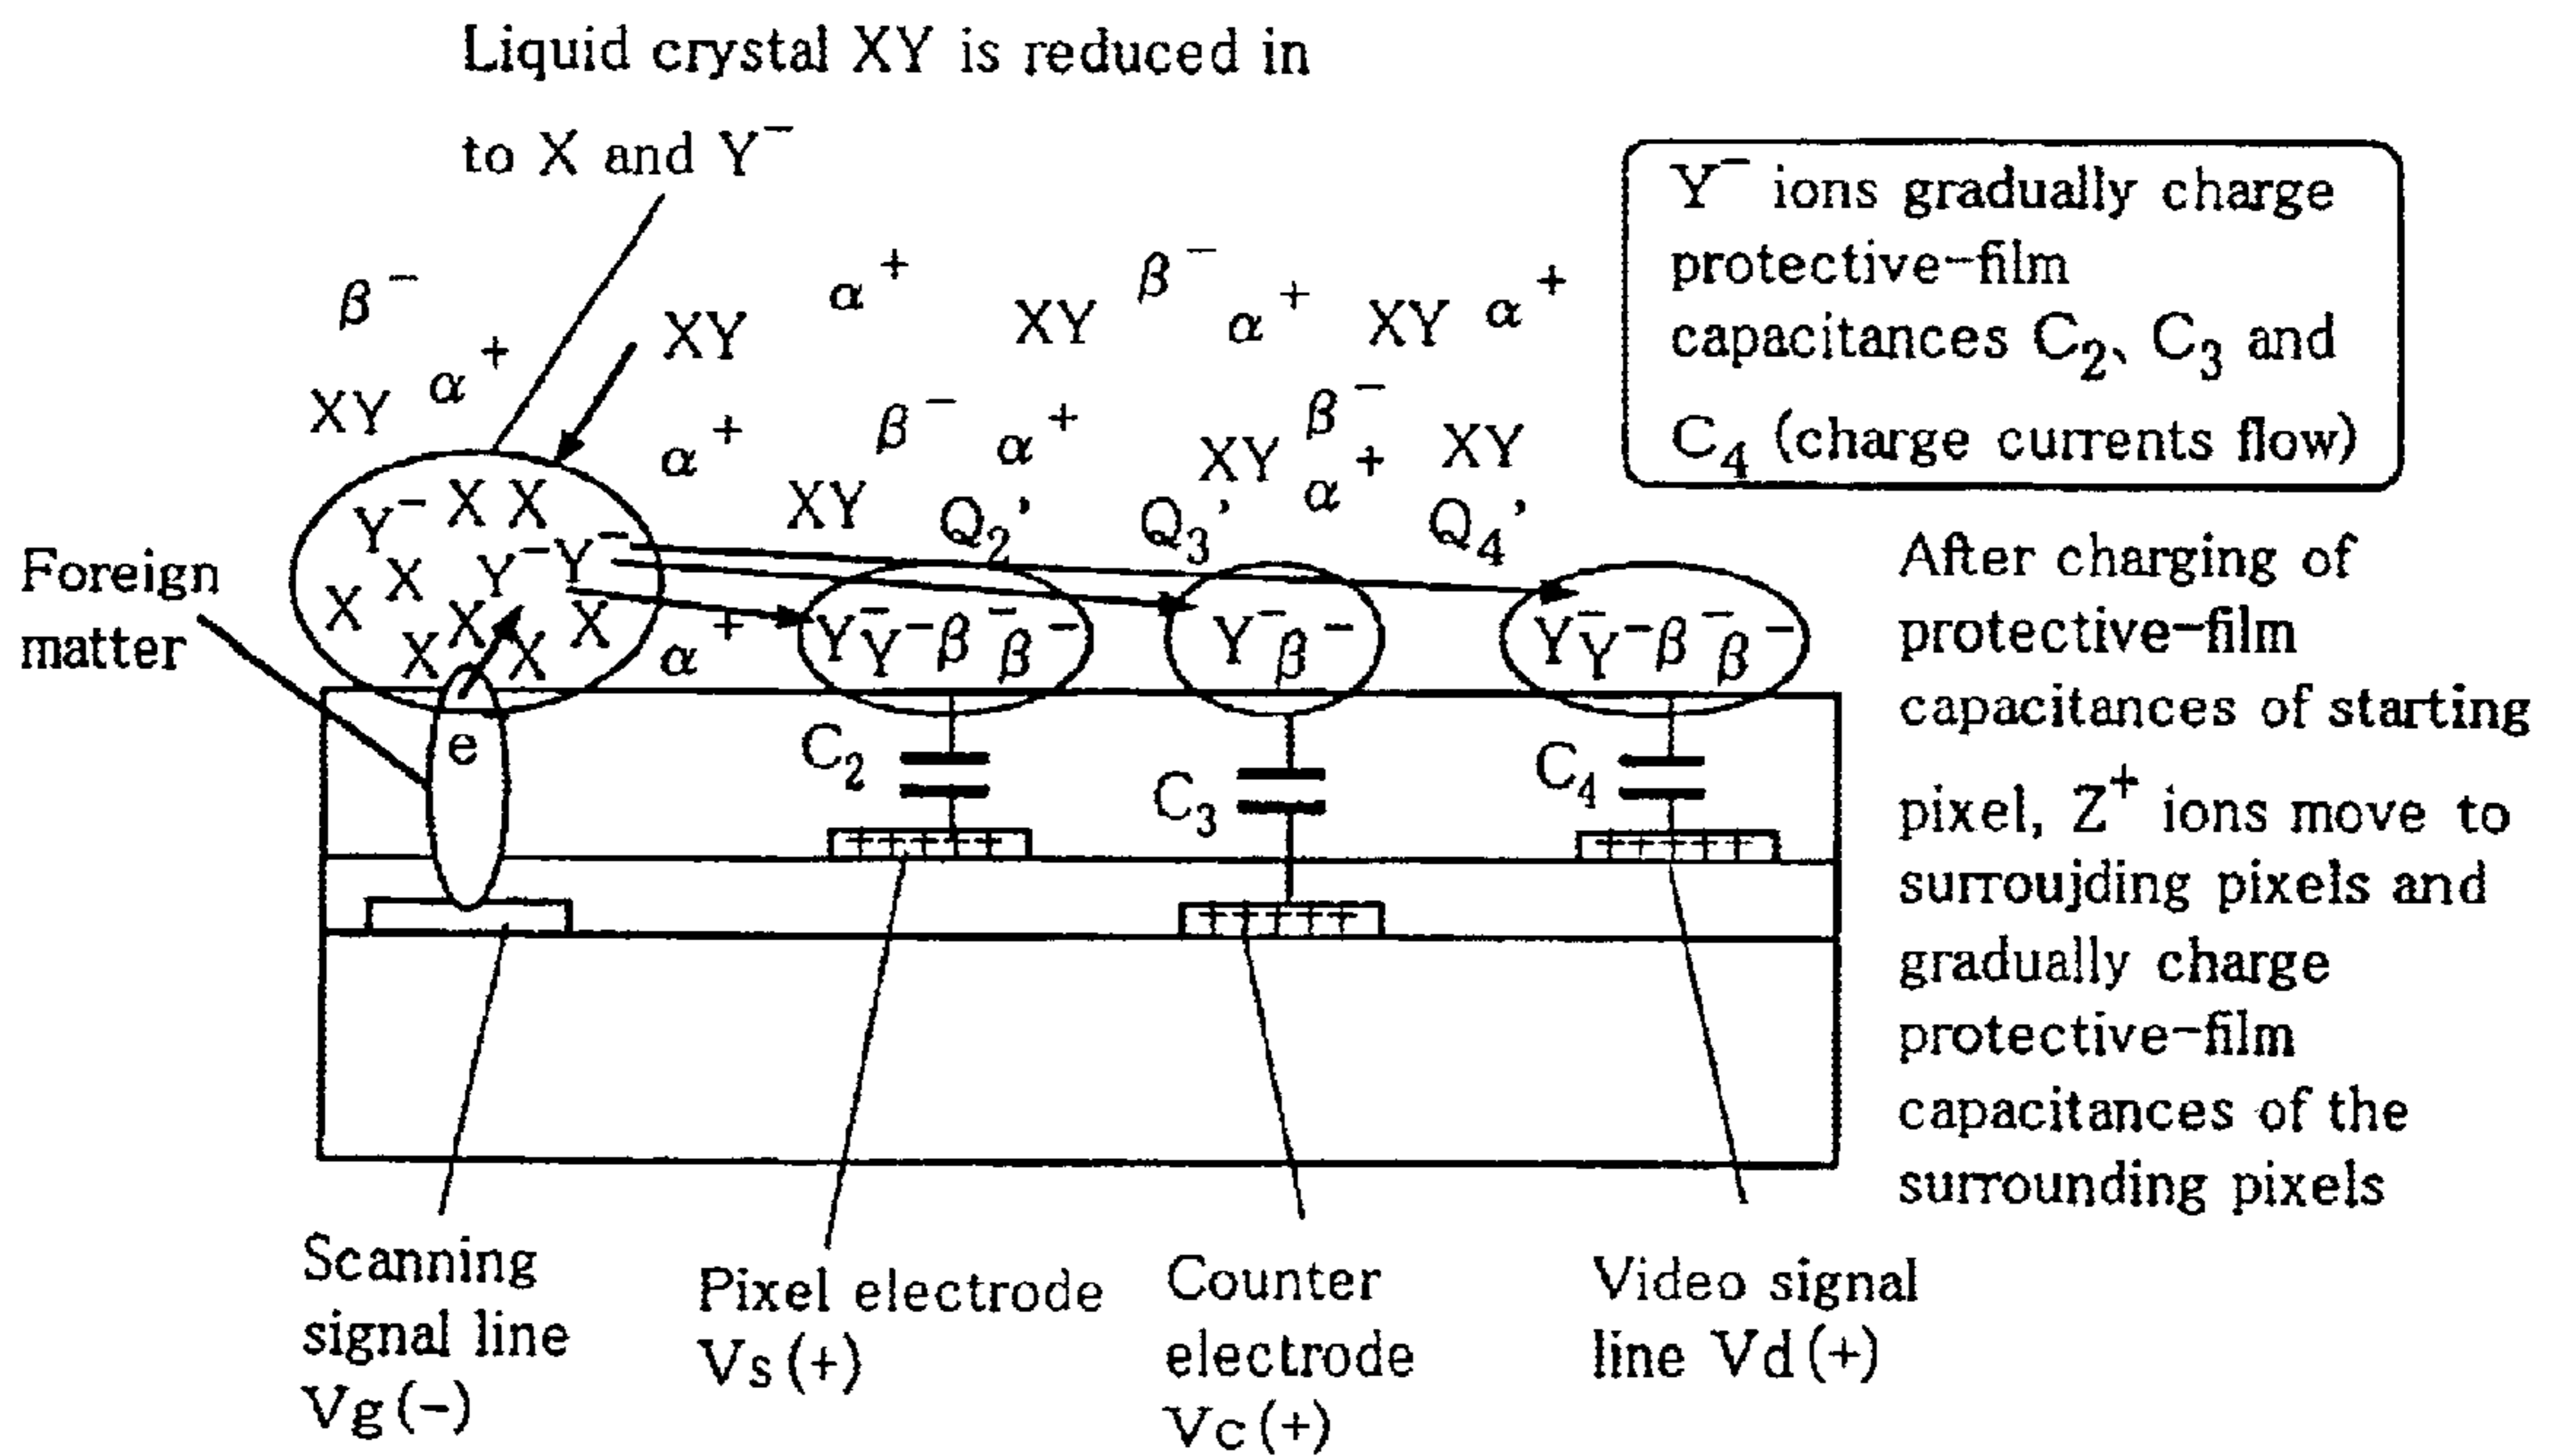 Liquid crystal XY is reduced in
to X and Y⁻
Y⁻ ions gradually charge
protective-film
capacitances C₂、C₃ and
C₄ (charge currents flow)
β⁻ α⁺ β⁻ α⁺
XY XY α⁺ XY α⁺
XY α⁺ β⁻ α⁺ β⁻
α⁺ XY α⁺ XY
XY Q₂' Q₃' Q₄'
Y⁻ X X
X Y⁻ Y⁻
X X X
X X
α⁺
Y⁻ Y⁻ β⁻ β⁻
Y⁻ β⁻
Y⁻ Y⁻ β⁻ β⁻
Foreign
matter
e
C₂
C₃
C₄
+++++
+++++
+++++
After charging of
protective-film
capacitances of starting
pixel, Z⁺ ions move to
surroujding pixels and
gradually charge
protective-film
capacitances of the
surrounding pixels
Scanning
signal line
Vg(-)
Pixel electrode
Vs(+)
Counter
electrode
Vc(+)
Video signal
line Vd(+)